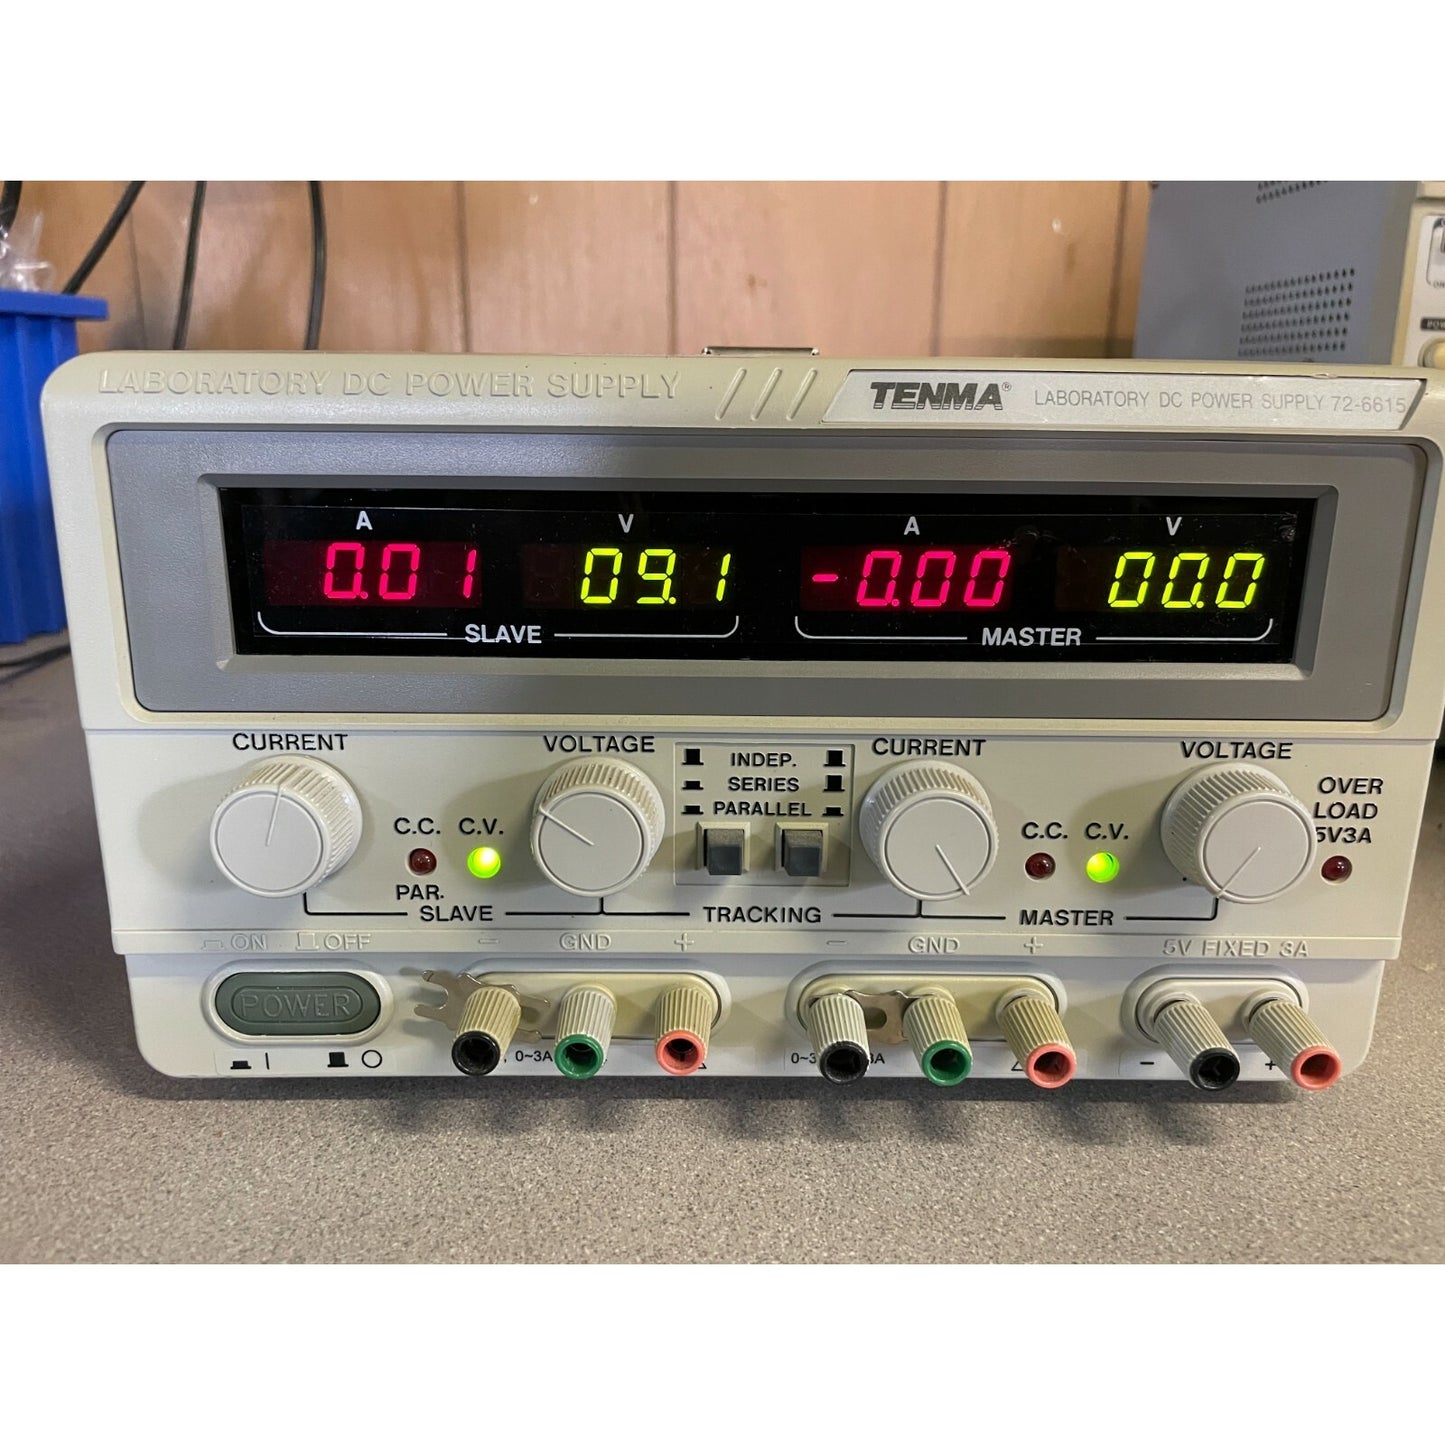 LABORATORY DC POWER SUPPLY
TENMA® LABORATORY DC POWER SUPPLY 72-6615
A V A V
0.01 09.1 -0.00 00.0
SLAVE MASTER
CURRENT VOLTAGE INDEP. CURRENT VOLTAGE
SERIES
PARALLEL
OVER
LOAD
5V3A
C.C. C.V. C.C. C.V.
PAR.
SLAVE TRACKING MASTER
ON OFF - GND + - GND + 5V FIXED 3A
POWER
0~3A - +